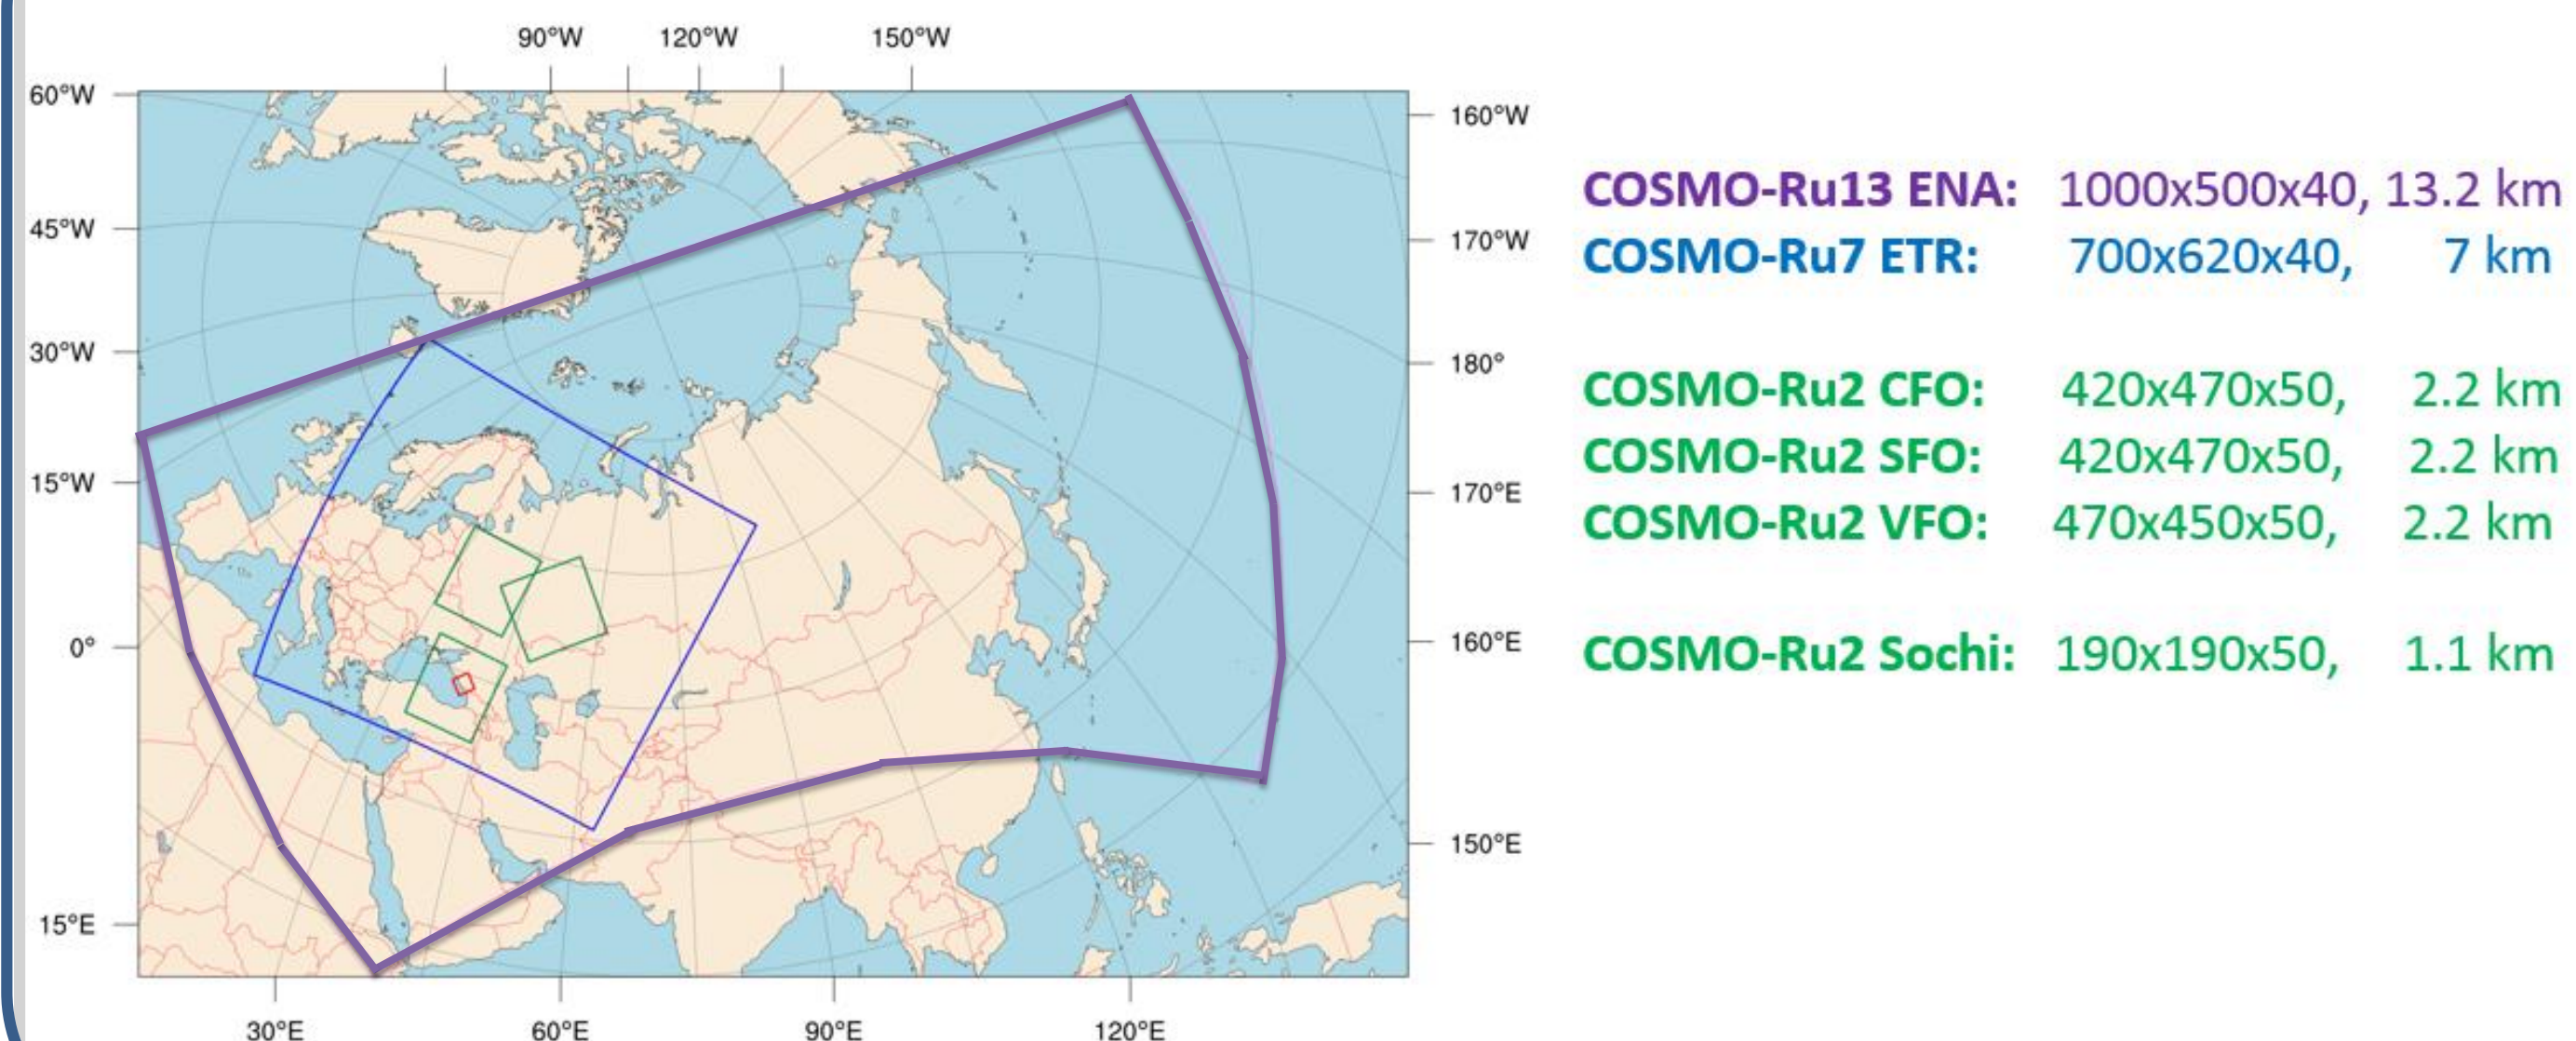 90°W 120°W 150°W
60°W
45°W
30°W
15°W
0°
15°E
160°W
170°W
180°
170°E
160°E
150°E
30°E 60°E 90°E 120°E
COSMO-Ru13 ENA: 1000x500x40, 13.2 km
COSMO-Ru7 ETR: 700x620x40, 7 km
COSMO-Ru2 CFO: 420x470x50, 2.2 km
COSMO-Ru2 SFO: 420x470x50, 2.2 km
COSMO-Ru2 VFO: 470x450x50, 2.2 km
COSMO-Ru2 Sochi: 190x190x50, 1.1 km